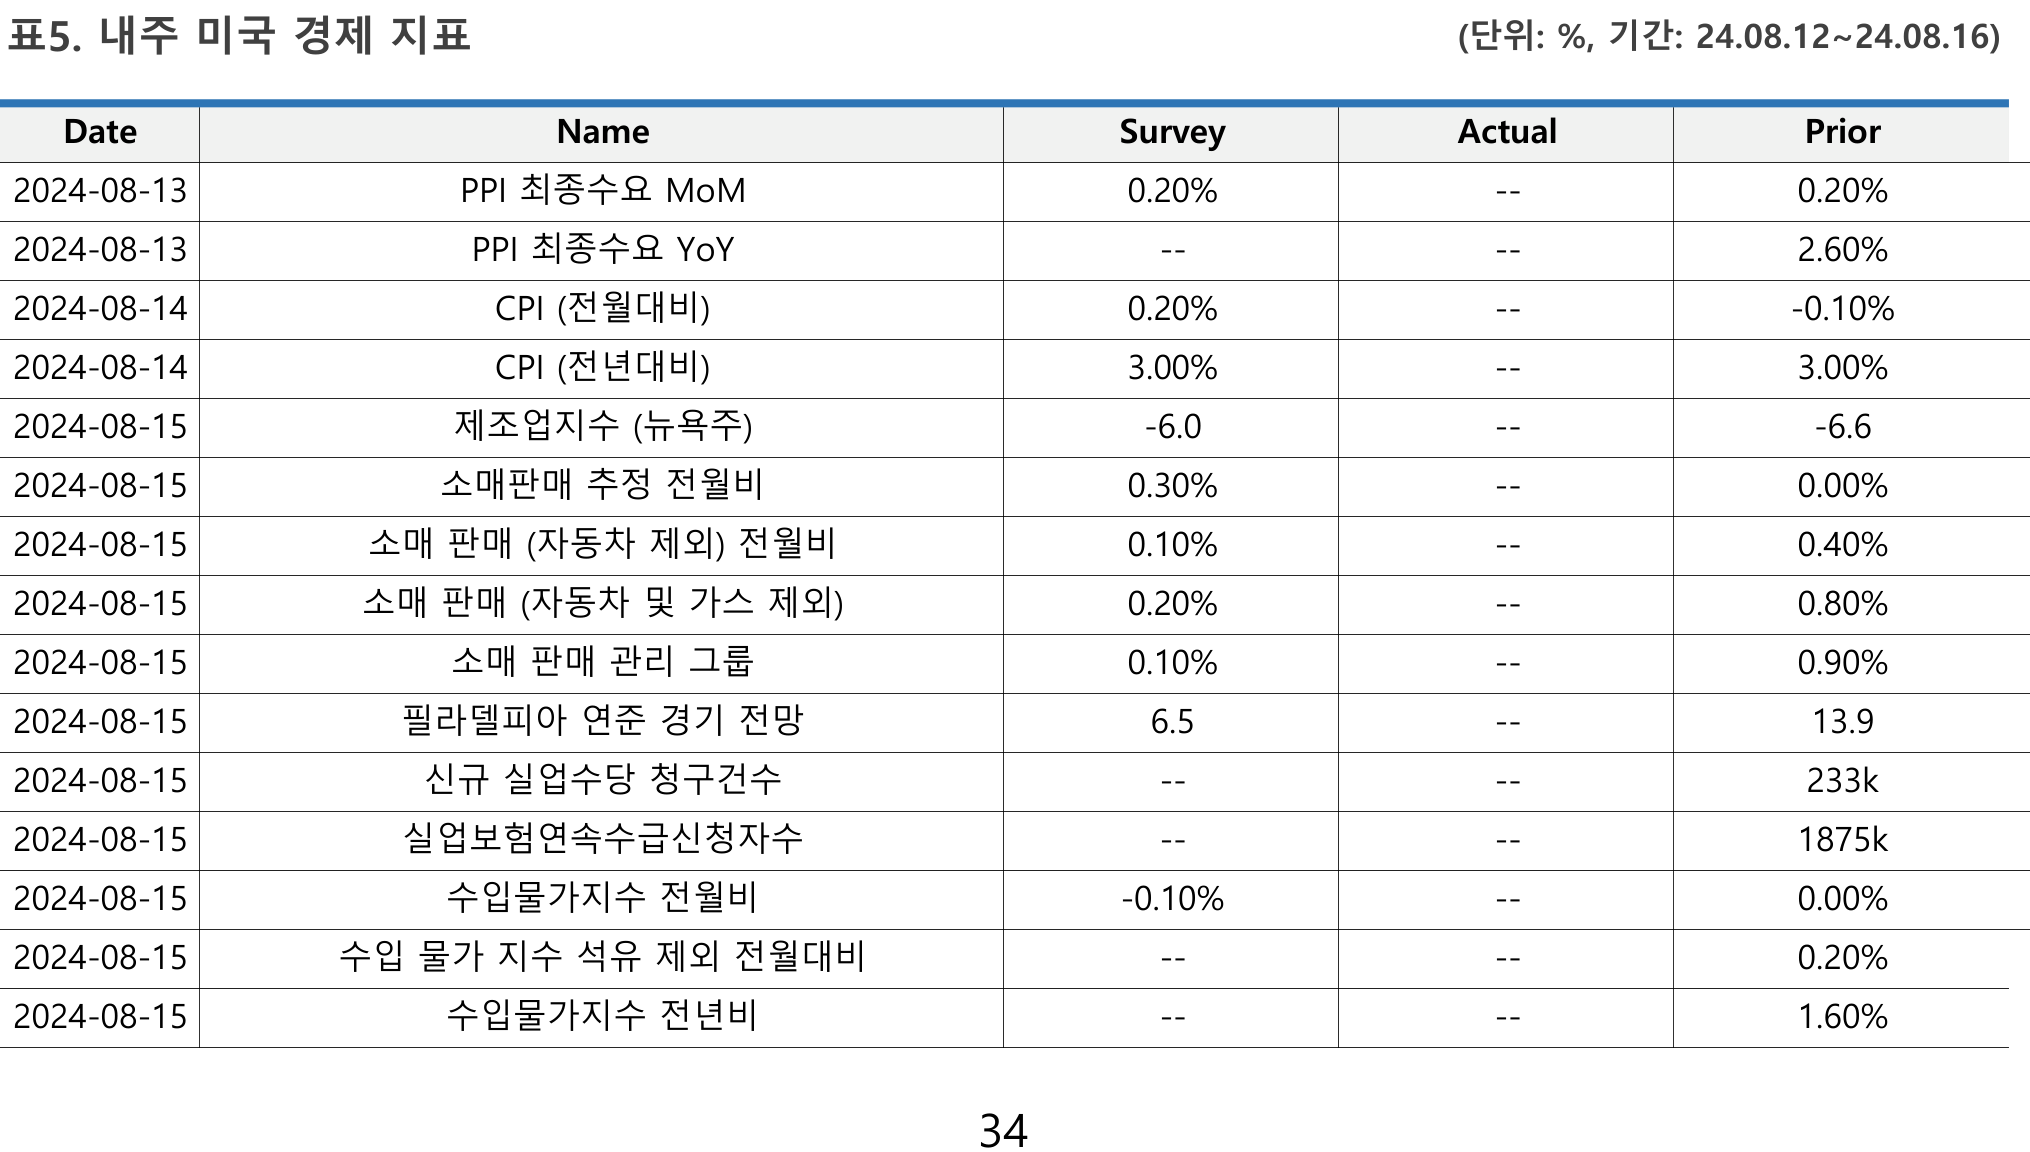 표5. 내주 미국 경제 지표 (단위: %, 기간: 24.08.12~24.08.16)
Date Name Survey Actual Prior
2024-08-13 PPI 최종수요 MoM 0.20% -- 0.20%
2024-08-13 PPI 최종수요 YoY -- -- 2.60%
2024-08-14 CPI (전월대비) 0.20% -- -0.10%
2024-08-14 CPI (전년대비) 3.00% -- 3.00%
2024-08-15 제조업지수 (뉴욕주) -6.0 -- -6.6
2024-08-15 소매판매 추정 전월비 0.30% -- 0.00%
2024-08-15 소매 판매 (자동차 제외) 전월비 0.10% -- 0.40%
2024-08-15 소매 판매 (자동차 및 가스 제외) 0.20% -- 0.80%
2024-08-15 소매 판매 관리 그룹 0.10% -- 0.90%
2024-08-15 필라델피아 연준 경기 전망 6.5 -- 13.9
2024-08-15 신규 실업수당 청구건수 -- -- 233k
2024-08-15 실업보험연속수급신청자수 -- -- 1875k
2024-08-15 수입물가지수 전월비 -0.10% -- 0.00%
2024-08-15 수입 물가 지수 석유 제외 전월대비 -- -- 0.20%
2024-08-15 수입물가지수 전년비 -- -- 1.60%
34